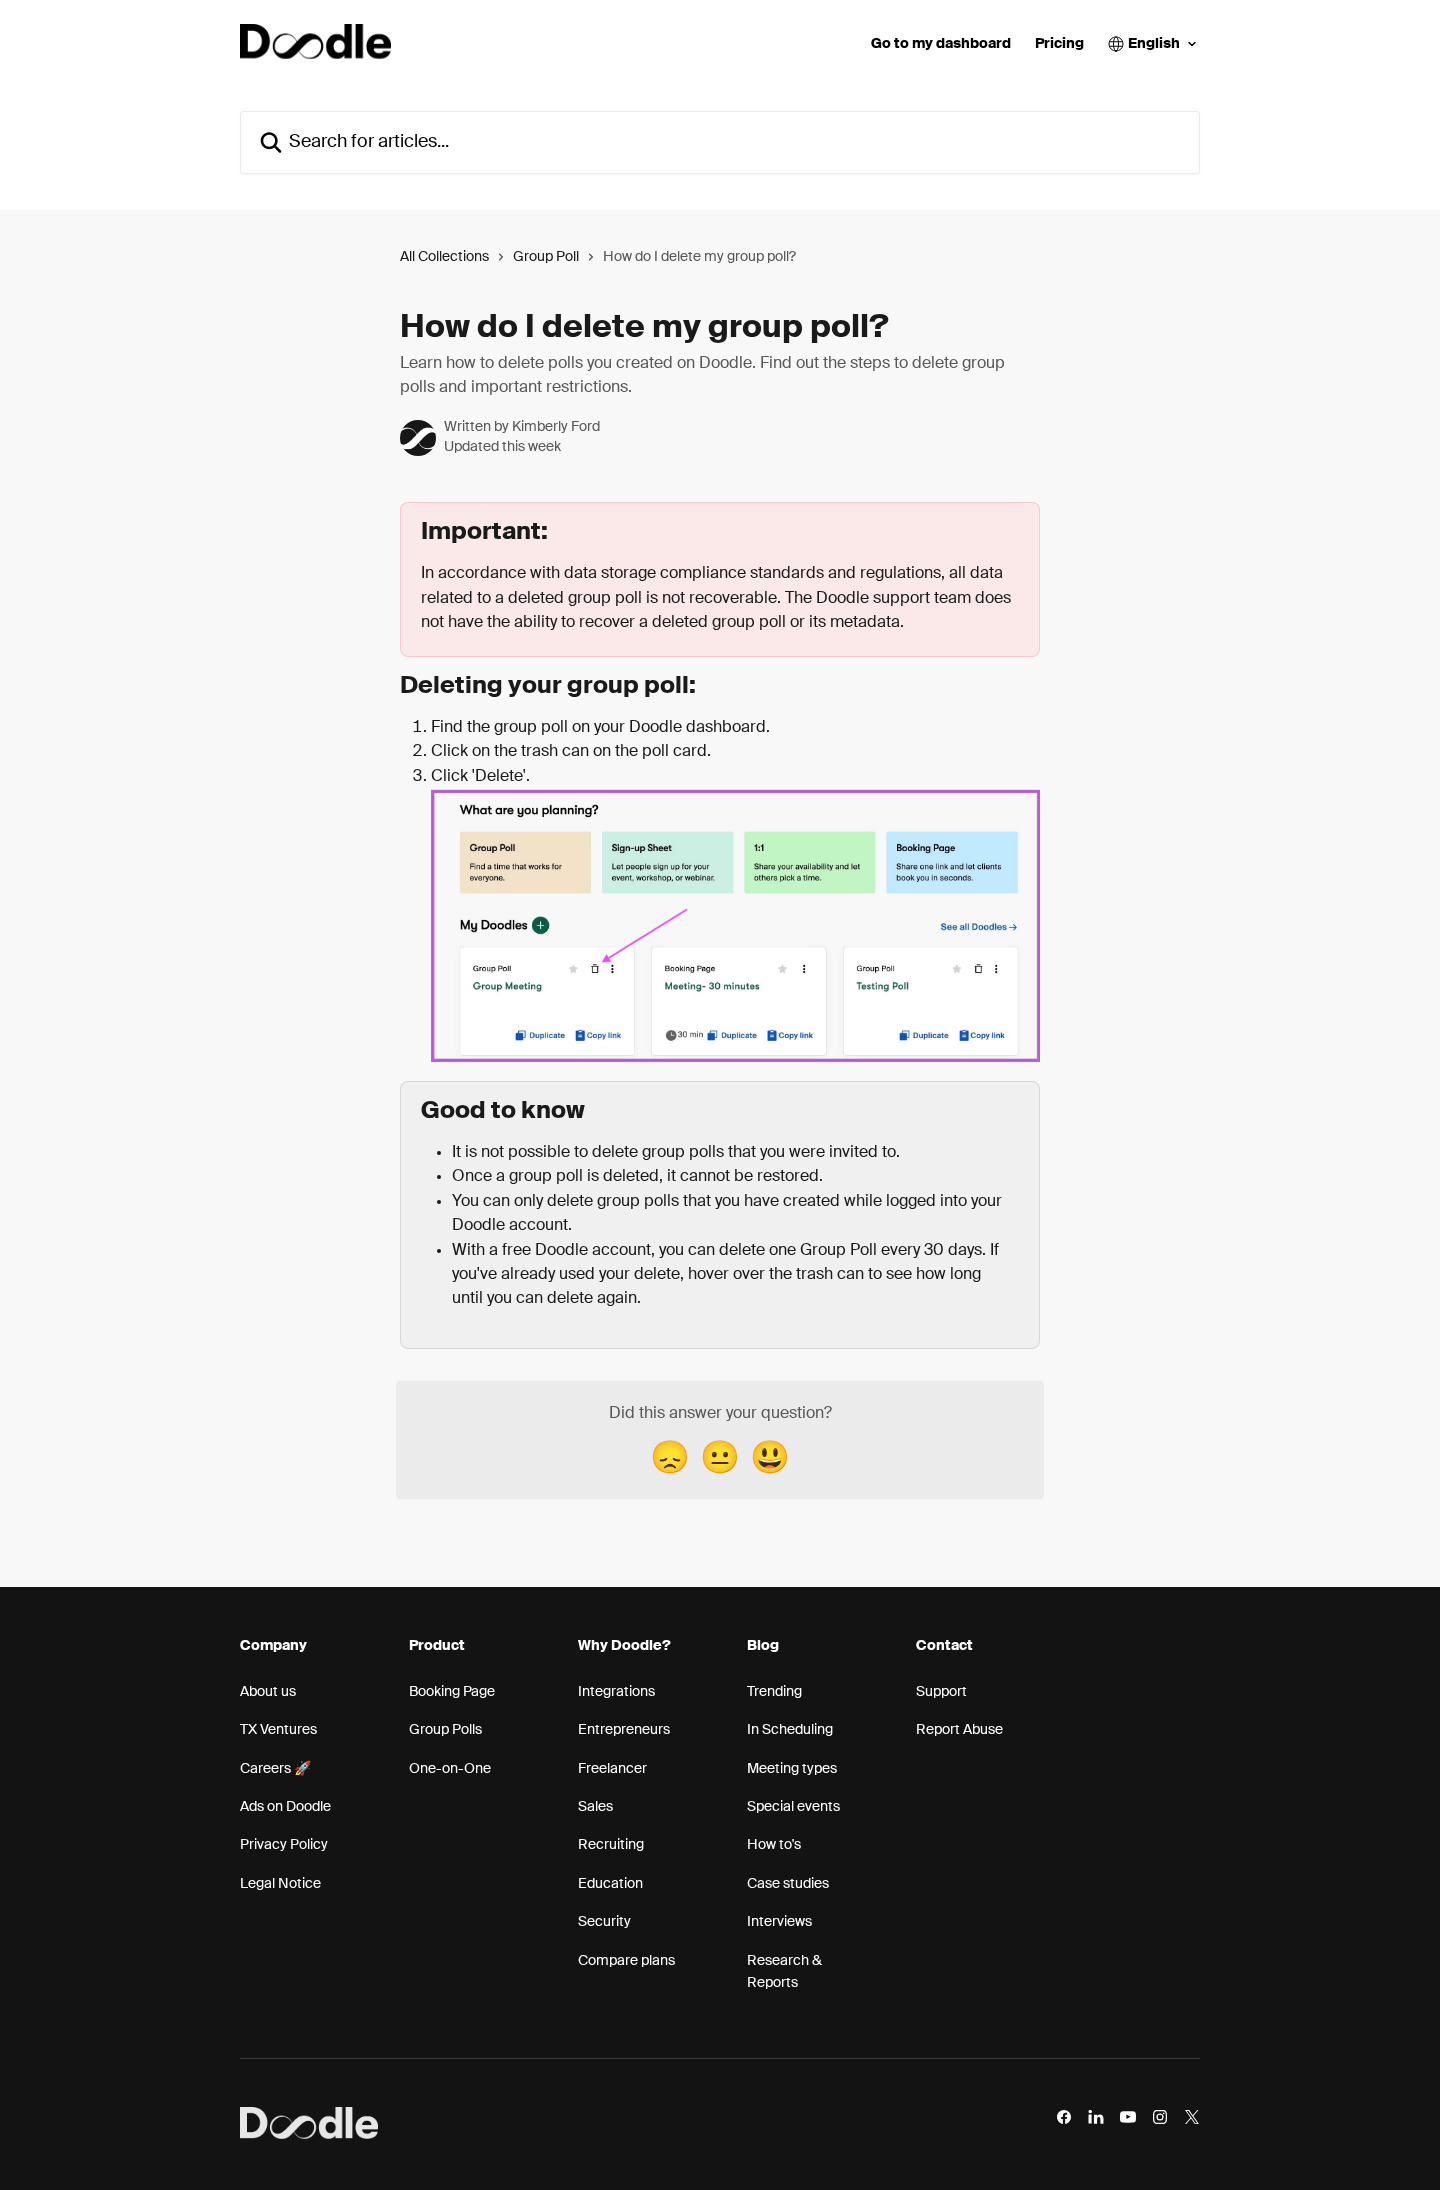 Doodle
Go to my dashboard
Pricing
English
Search for articles...
All Collections
Group Poll
How do I delete my group poll?
How do I delete my group poll?
Learn how to delete polls you created on Doodle. Find out the steps to delete group
polls and important restrictions.
Written by Kimberly Ford
Updated this week
Important:
In accordance with data storage compliance standards and regulations, all data
related to a deleted group poll is not recoverable. The Doodle support team does
not have the ability to recover a deleted group poll or its metadata.
Deleting your group poll:
1. Find the group poll on your Doodle dashboard.
2. Click on the trash can on the poll card.
3. Click 'Delete'.
What are you planning?
Group Poll
Find a time that works for
everyone.
Sign-up Sheet
Let people sign up for your
event, workshop, or webinar.
1:1
Share your availability and let
others pick a time.
Booking Page
Share one link and let clients
book you in seconds.
My Doodles
See all Doodles →
Group Poll
Group Meeting
Duplicate
Copy link
Booking Page
Meeting- 30 minutes
30 min
Duplicate
Copy link
Group Poll
Testing Poll
Duplicate
Copy link
Good to know
• It is not possible to delete group polls that you were invited to.
• Once a group poll is deleted, it cannot be restored.
• You can only delete group polls that you have created while logged into your
Doodle account.
• With a free Doodle account, you can delete one Group Poll every 30 days. If
you've already used your delete, hover over the trash can to see how long
until you can delete again.
Did this answer your question?
😞 😐 😃
Company
About us
TX Ventures
Careers 🚀
Ads on Doodle
Privacy Policy
Legal Notice
Product
Booking Page
Group Polls
One-on-One
Why Doodle?
Integrations
Entrepreneurs
Freelancer
Sales
Recruiting
Education
Security
Compare plans
Blog
Trending
In Scheduling
Meeting types
Special events
How to's
Case studies
Interviews
Research &
Reports
Contact
Support
Report Abuse
Doodle